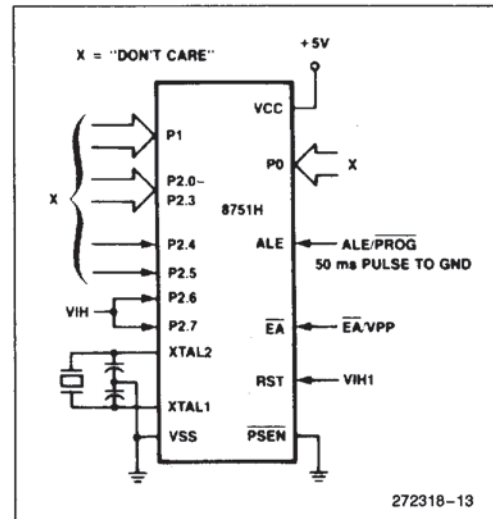 X = "DON'T CARE"
+5V
VCC
P1
P0
X
P2.0–
P2.3
X
8751H
P2.4
ALE
ALE/PROG
50 ms PULSE TO GND
P2.5
P2.6
VIH
P2.7
EA
EA/VPP
XTAL2
RST
VIH1
XTAL1
VSS
PSEN
272318–13